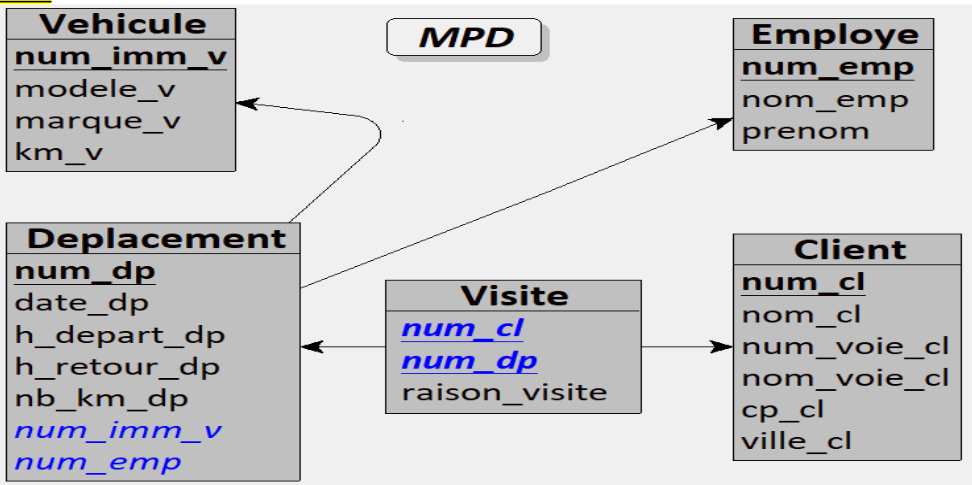 Vehicule
num_imm_v
modele_v
marque_v
km_v
MPD
Employe
num_emp
nom_emp
prenom
Deplacement
num_dp
date_dp
h_depart_dp
h_retour_dp
nb_km_dp
num_imm_v
num_emp
Visite
num_cl
num_dp
raison_visite
Client
num_cl
nom_cl
num_voie_cl
nom_voie_cl
cp_cl
ville_cl